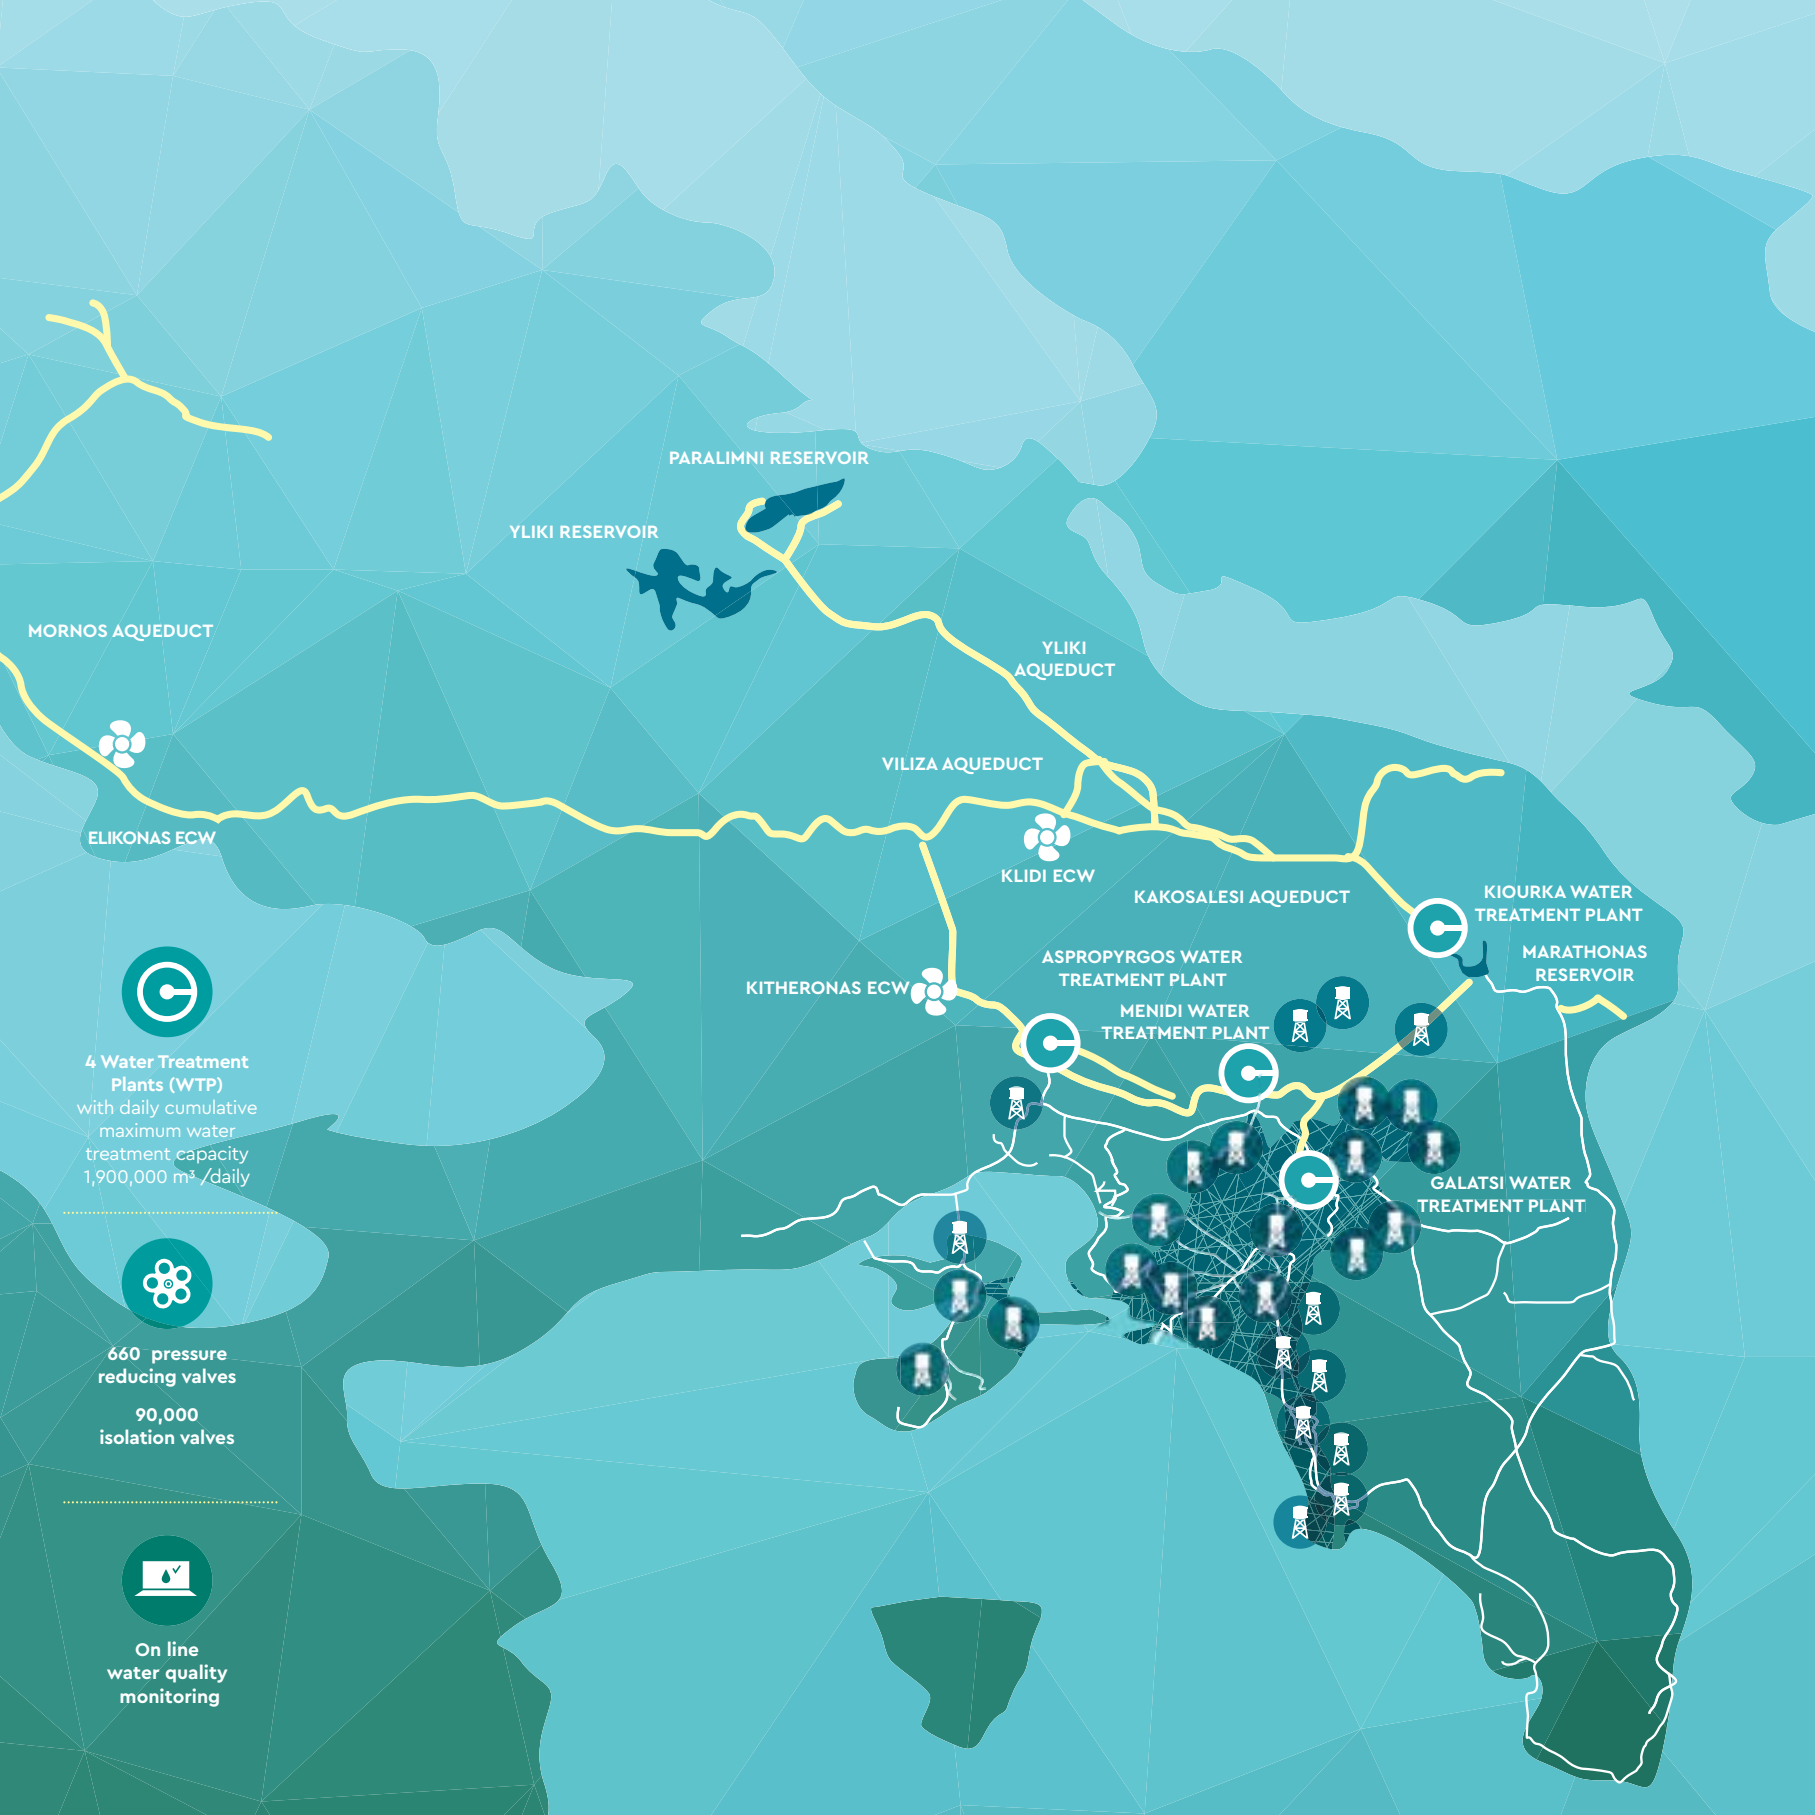 PARALIMNI RESERVOIR
YLIKI RESERVOIR
MORNOS AQUEDUCT
YLIKI
AQUEDUCT
VILIZA AQUEDUCT
ELIKONAS ECW
KLIDI ECW
KAKOSALESI AQUEDUCT
KIOURKA WATER
TREATMENT PLANT
MARATHONAS
RESERVOIR
ASPROPYRGOS WATER
TREATMENT PLANT
KITHERONAS ECW
MENIDI WATER
TREATMENT PLANT
GALATSI WATER
TREATMENT PLANT
4 Water Treatment
Plants (WTP)
with daily cumulative
maximum water
treatment capacity
1,900,000 m³ /daily
660 pressure
reducing valves
90,000
isolation valves
On line
water quality
monitoring